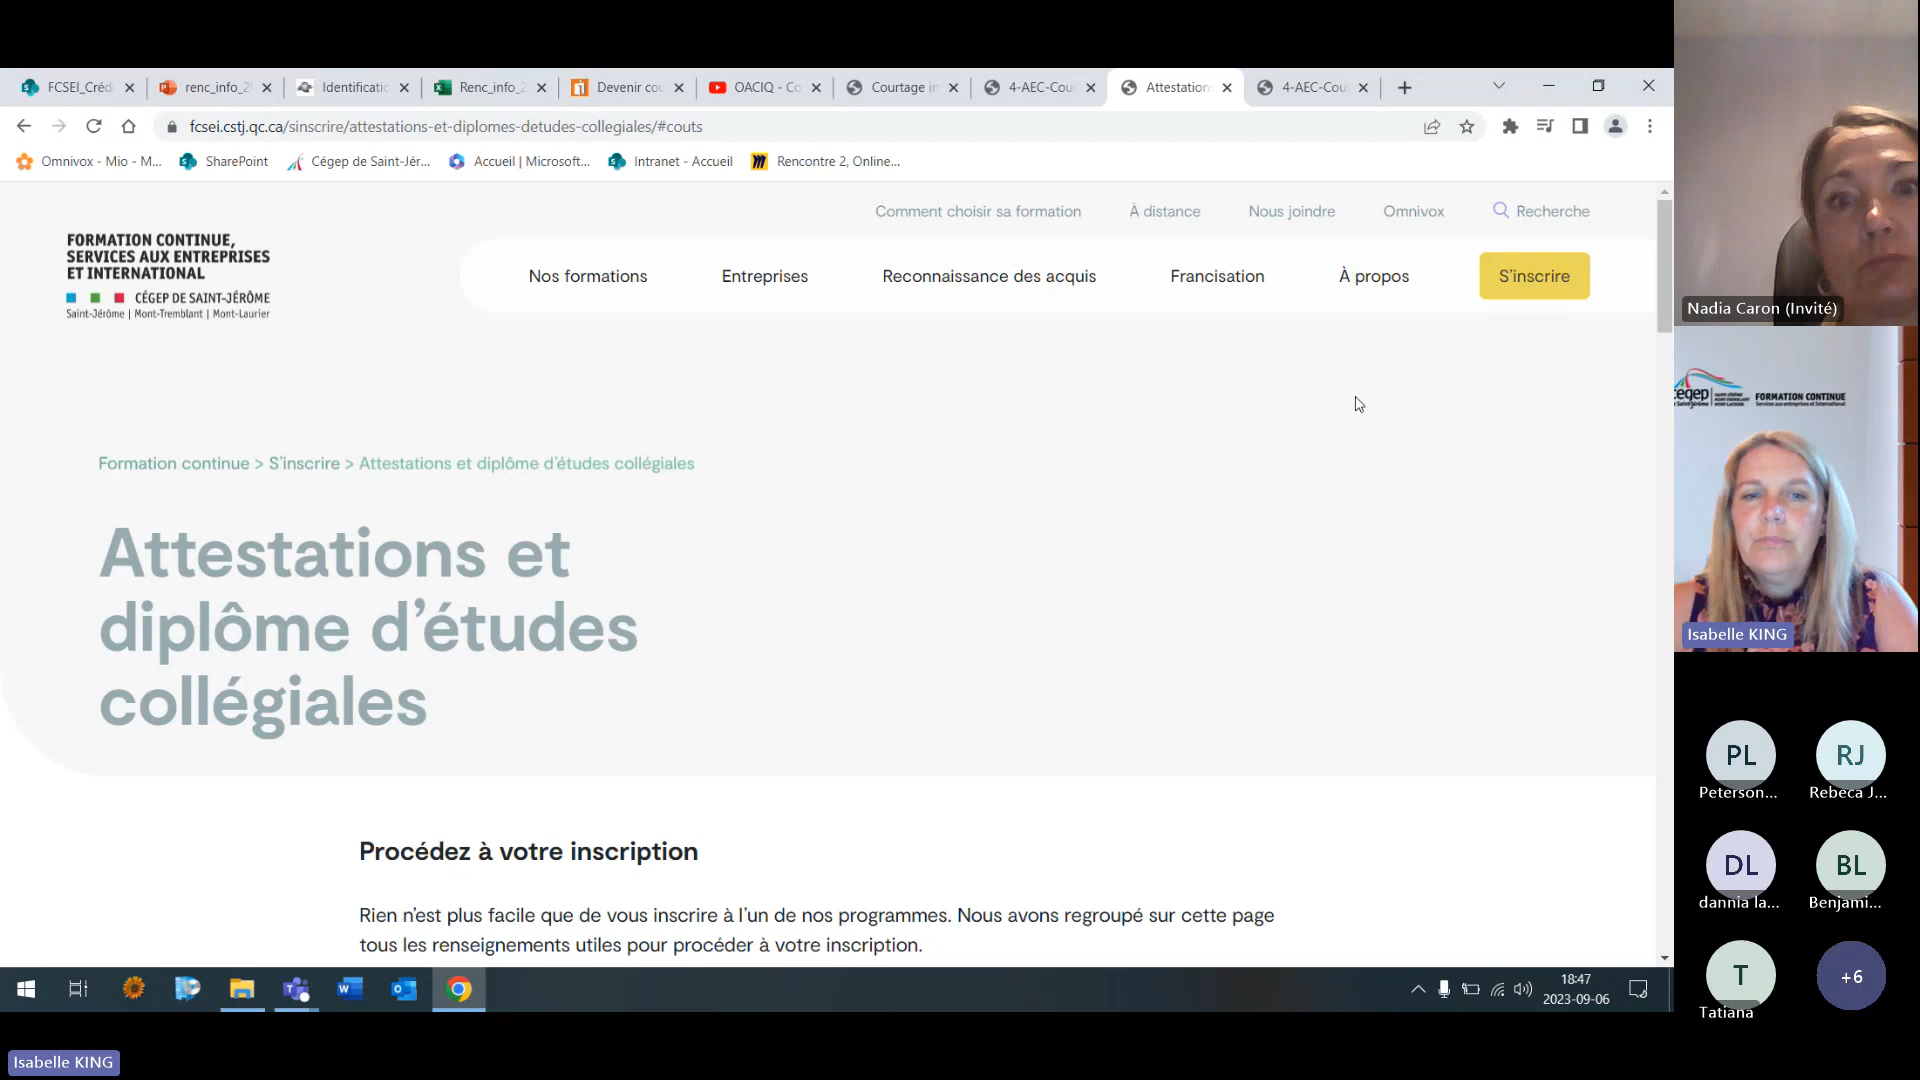 FCSEI_Créd
renc_info_2
Identificatio
Renc_info_2
Devenir cou
OACIQ - Co
Courtage in
4-AEC-Cou
Attestation
4-AEC-Cou
fcsei.cstj.qc.ca/sinscrire/attestations-et-diplomes-detudes-collegiales/#couts
Omnivox - Mio - M...
SharePoint
Cégep de Saint-Jér...
Accueil | Microsoft...
Intranet - Accueil
Rencontre 2, Online...
Comment choisir sa formation
À distance
Nous joindre
Omnivox
Recherche
FORMATION CONTINUE,
SERVICES AUX ENTREPRISES
ET INTERNATIONAL
CÉGEP DE SAINT-JÉRÔME
Saint-Jérôme | Mont-Tremblant | Mont-Laurier
Nos formations
Entreprises
Reconnaissance des acquis
Francisation
À propos
S'inscrire
Formation continue > S'inscrire > Attestations et diplôme d'études collégiales
Attestations et
diplôme d'études
collégiales
Procédez à votre inscription
Rien n'est plus facile que de vous inscrire à l'un de nos programmes. Nous avons regroupé sur cette page
tous les renseignements utiles pour procéder à votre inscription.
18:47
2023-09-06
Isabelle KING
Nadia Caron (Invité)
cégep
FORMATION CONTINUE
Isabelle KING
PL
Peterson...
RJ
Rebeca J...
DL
dannia la...
BL
Benjami...
T
Tatiana
+6